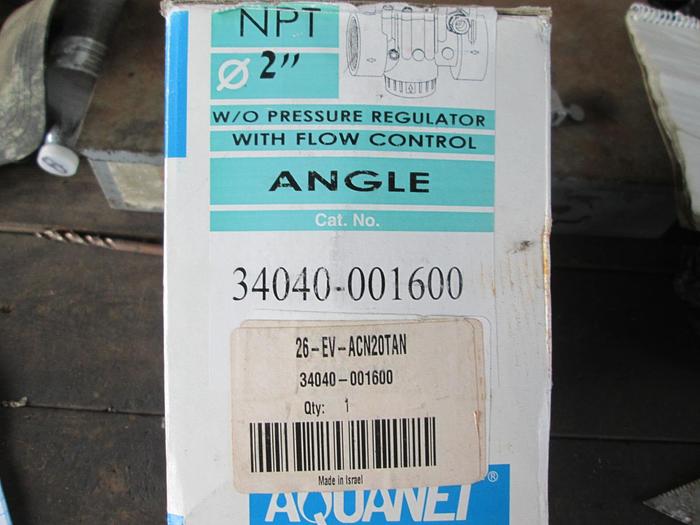 NPT
Ø 2"
W/O PRESSURE REGULATOR
WITH FLOW CONTROL
ANGLE
Cat. No.
34040-001600
26-EV-ACN20TAN
34040-001600
Qty: 1
Made in Israel
AQUANET®